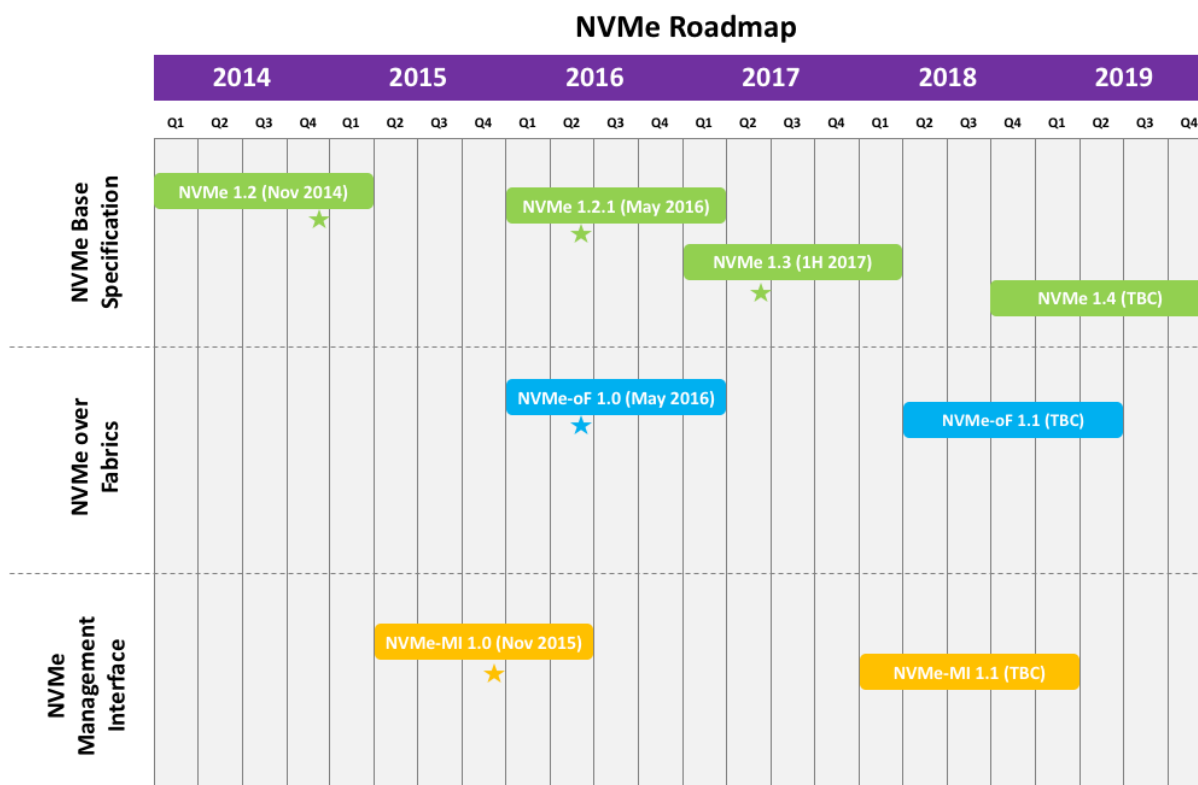 NVMe Roadmap
2014 2015 2016 2017 2018 2019
Q1 Q2 Q3 Q4 Q1 Q2 Q3 Q4 Q1 Q2 Q3 Q4 Q1 Q2 Q3 Q4 Q1 Q2 Q3 Q4 Q1 Q2 Q3 Q4
NVMe Base
Specification
NVMe 1.2 (Nov 2014)
NVMe 1.2.1 (May 2016)
NVMe 1.3 (1H 2017)
NVMe 1.4 (TBC)
NVMe over
Fabrics
NVMe-oF 1.0 (May 2016)
NVMe-oF 1.1 (TBC)
NVMe
Management
Interface
NVMe-MI 1.0 (Nov 2015)
NVMe-MI 1.1 (TBC)